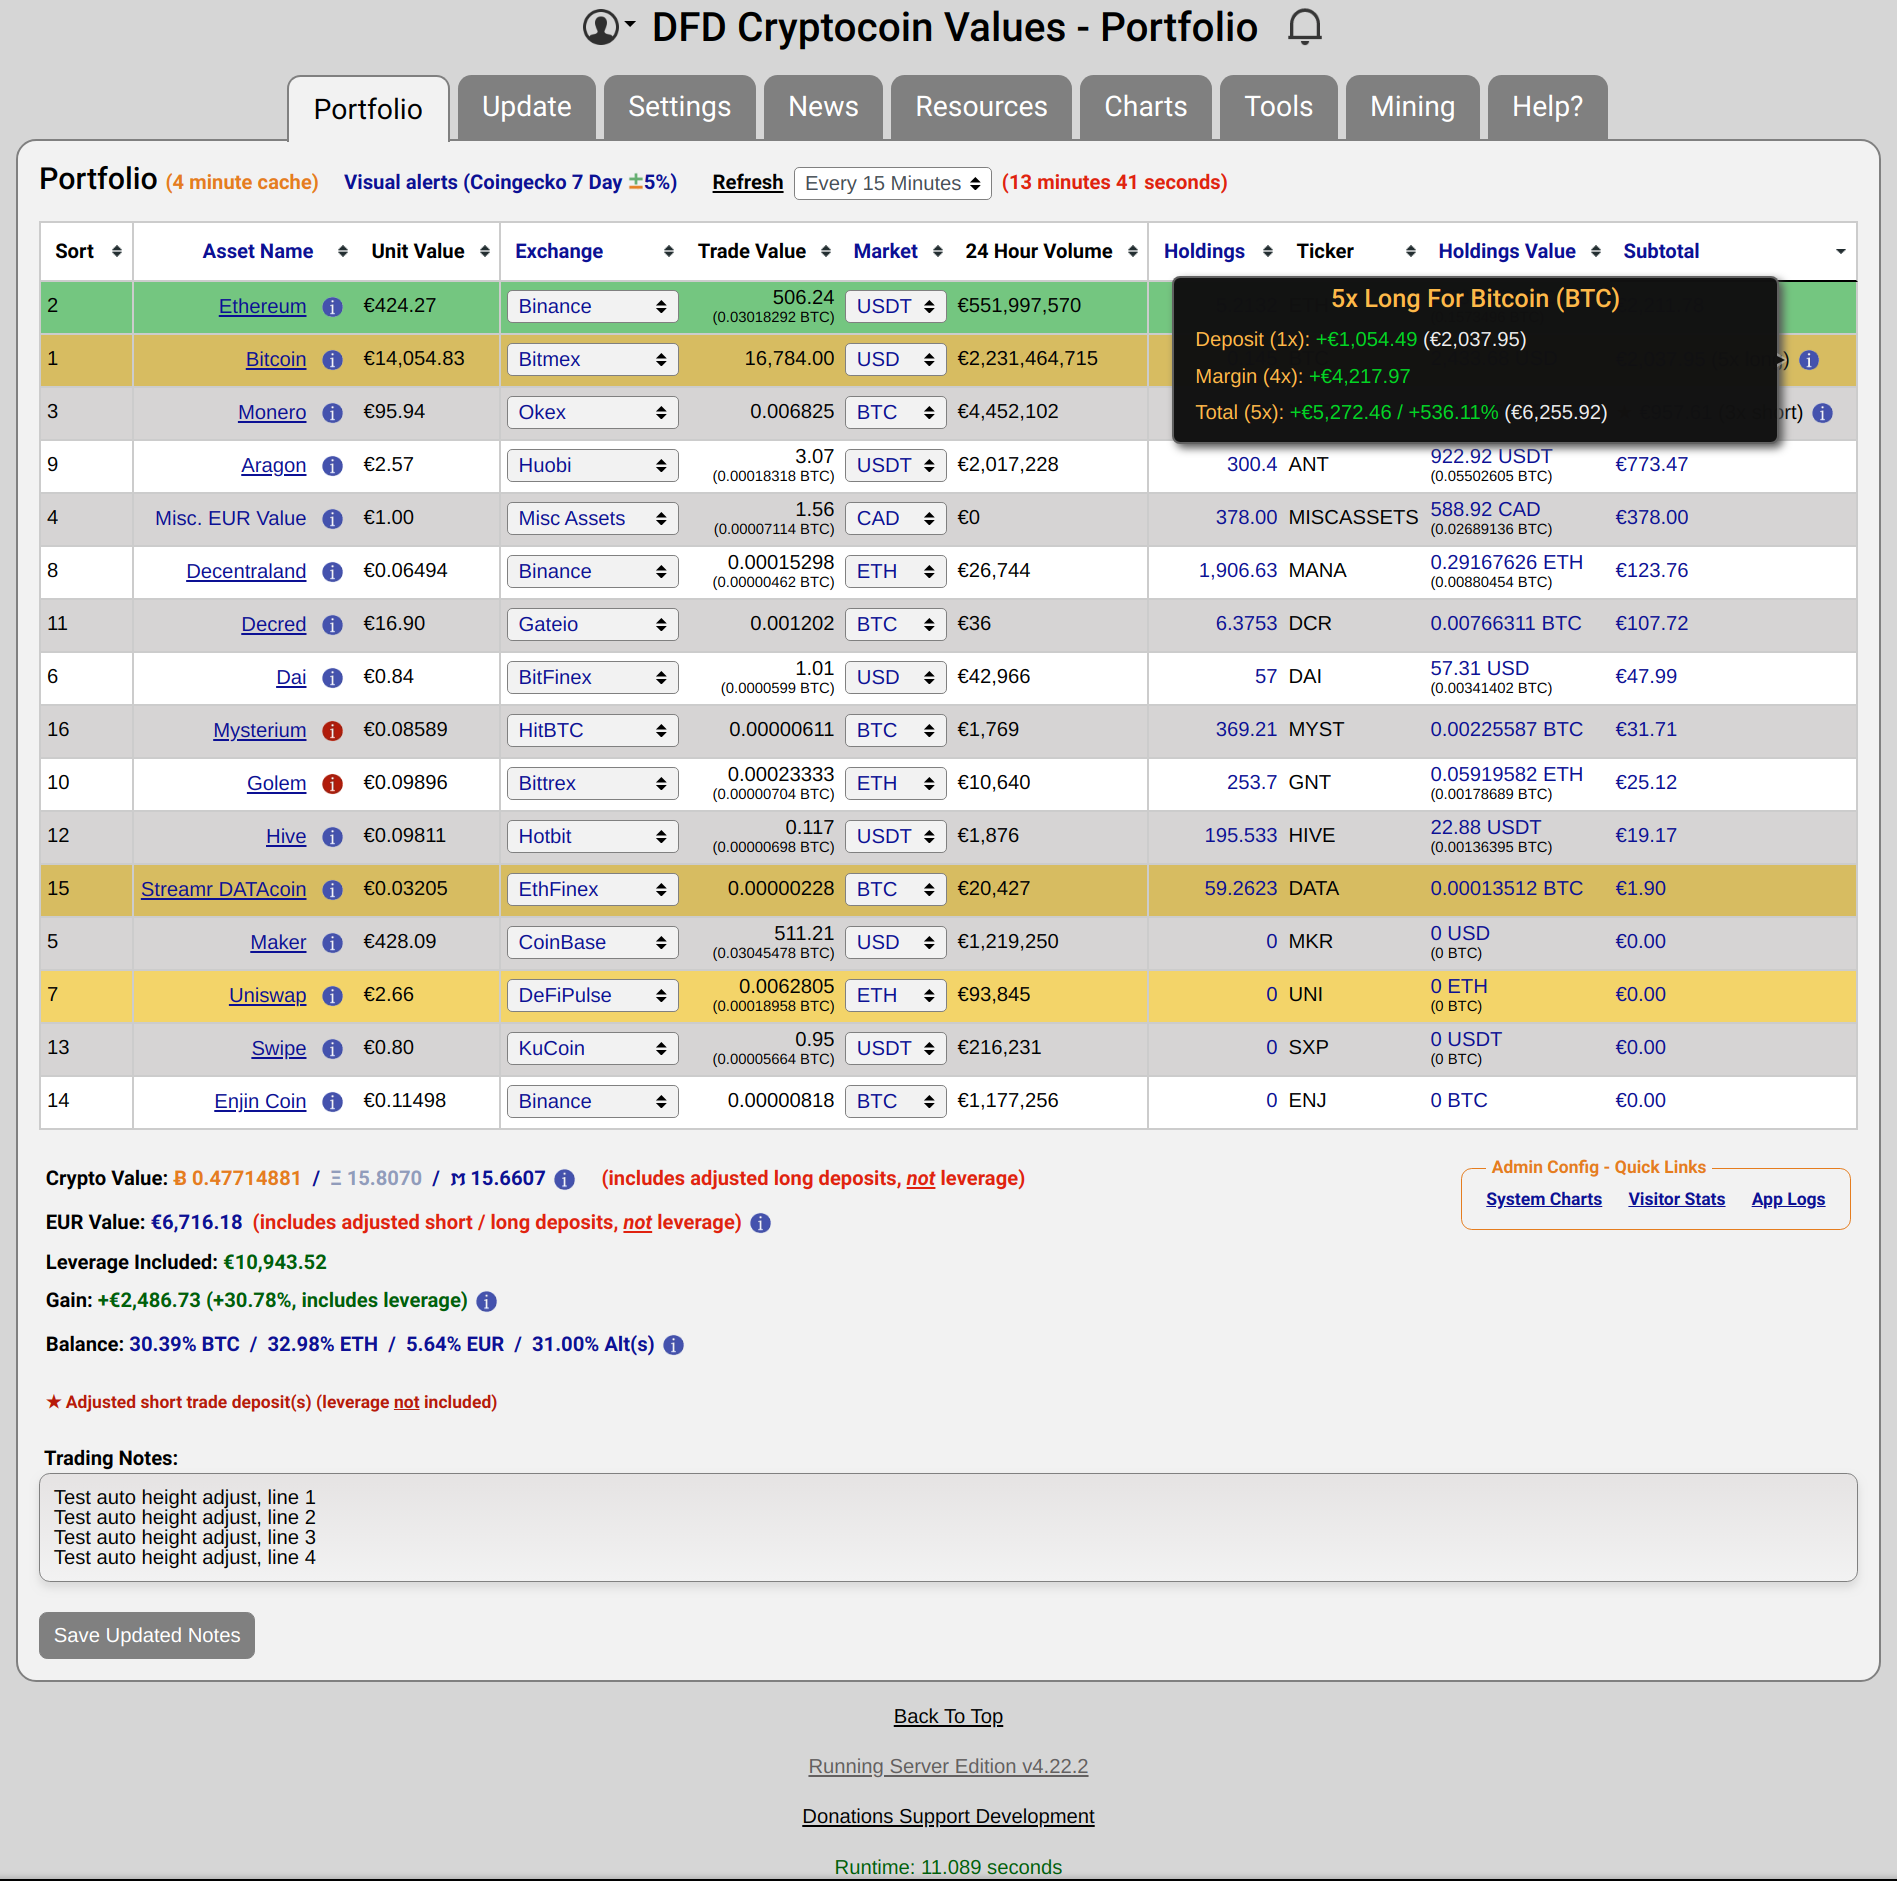 DFD Cryptocoin Values - Portfolio
Portfolio Update Settings News Resources Charts Tools Mining Help?
Portfolio (4 minute cache) Visual alerts (Coingecko 7 Day ±5%) Refresh Every 15 Minutes (13 minutes 41 seconds)
Sort Asset Name Unit Value Exchange Trade Value Market 24 Hour Volume Holdings Ticker Holdings Value Subtotal
2 Ethereum i €424.27 Binance 506.24 (0.03018292 BTC) USDT €551,997,570
5x Long For Bitcoin (BTC)
Deposit (1x): +€1,054.49 (€2,037.95)
Margin (4x): +€4,217.97
Total (5x): +€5,272.46 / +536.11% (€6,255.92)
1 Bitcoin i €14,054.83 Bitmex 16,784.00 USD €2,231,464,715 ) i
3 Monero i €95.94 Okex 0.006825 BTC €4,452,102 i
9 Aragon i €2.57 Huobi 3.07 (0.00018318 BTC) USDT €2,017,228 300.4 ANT 922.92 USDT (0.05502605 BTC) €773.47
4 Misc. EUR Value i €1.00 Misc Assets 1.56 (0.00007114 BTC) CAD €0 378.00 MISCASSETS 588.92 CAD (0.02689136 BTC) €378.00
8 Decentraland i €0.06494 Binance 0.00015298 (0.00000462 BTC) ETH €26,744 1,906.63 MANA 0.29167626 ETH (0.00880454 BTC) €123.76
11 Decred i €16.90 Gateio 0.001202 BTC €36 6.3753 DCR 0.00766311 BTC €107.72
6 Dai i €0.84 BitFinex 1.01 (0.0000599 BTC) USD €42,966 57 DAI 57.31 USD (0.00341402 BTC) €47.99
16 Mysterium i €0.08589 HitBTC 0.00000611 BTC €1,769 369.21 MYST 0.00225587 BTC €31.71
10 Golem i €0.09896 Bittrex 0.00023333 (0.00000704 BTC) ETH €10,640 253.7 GNT 0.05919582 ETH (0.00178689 BTC) €25.12
12 Hive i €0.09811 Hotbit 0.117 (0.00000698 BTC) USDT €1,876 195.533 HIVE 22.88 USDT (0.00136395 BTC) €19.17
15 Streamr DATAcoin i €0.03205 EthFinex 0.00000228 BTC €20,427 59.2623 DATA 0.00013512 BTC €1.90
5 Maker i €428.09 CoinBase 511.21 (0.03045478 BTC) USD €1,219,250 0 MKR 0 USD (0 BTC) €0.00
7 Uniswap i €2.66 DeFiPulse 0.0062805 (0.00018958 BTC) ETH €93,845 0 UNI 0 ETH (0 BTC) €0.00
13 Swipe i €0.80 KuCoin 0.95 (0.00005664 BTC) USDT €216,231 0 SXP 0 USDT (0 BTC) €0.00
14 Enjin Coin i €0.11498 Binance 0.00000818 BTC €1,177,256 0 ENJ 0 BTC €0.00
Crypto Value: Ƀ 0.47714881 / Ξ 15.8070 / ɱ 15.6607 i (includes adjusted long deposits, not leverage)
EUR Value: €6,716.18 (includes adjusted short / long deposits, not leverage) i
Leverage Included: €10,943.52
Gain: +€2,486.73 (+30.78%, includes leverage) i
Balance: 30.39% BTC / 32.98% ETH / 5.64% EUR / 31.00% Alt(s) i
Admin Config - Quick Links
System Charts Visitor Stats App Logs
★ Adjusted short trade deposit(s) (leverage not included)
Trading Notes:
Test auto height adjust, line 1
Test auto height adjust, line 2
Test auto height adjust, line 3
Test auto height adjust, line 4
Save Updated Notes
Back To Top
Running Server Edition v4.22.2
Donations Support Development
Runtime: 11.089 seconds